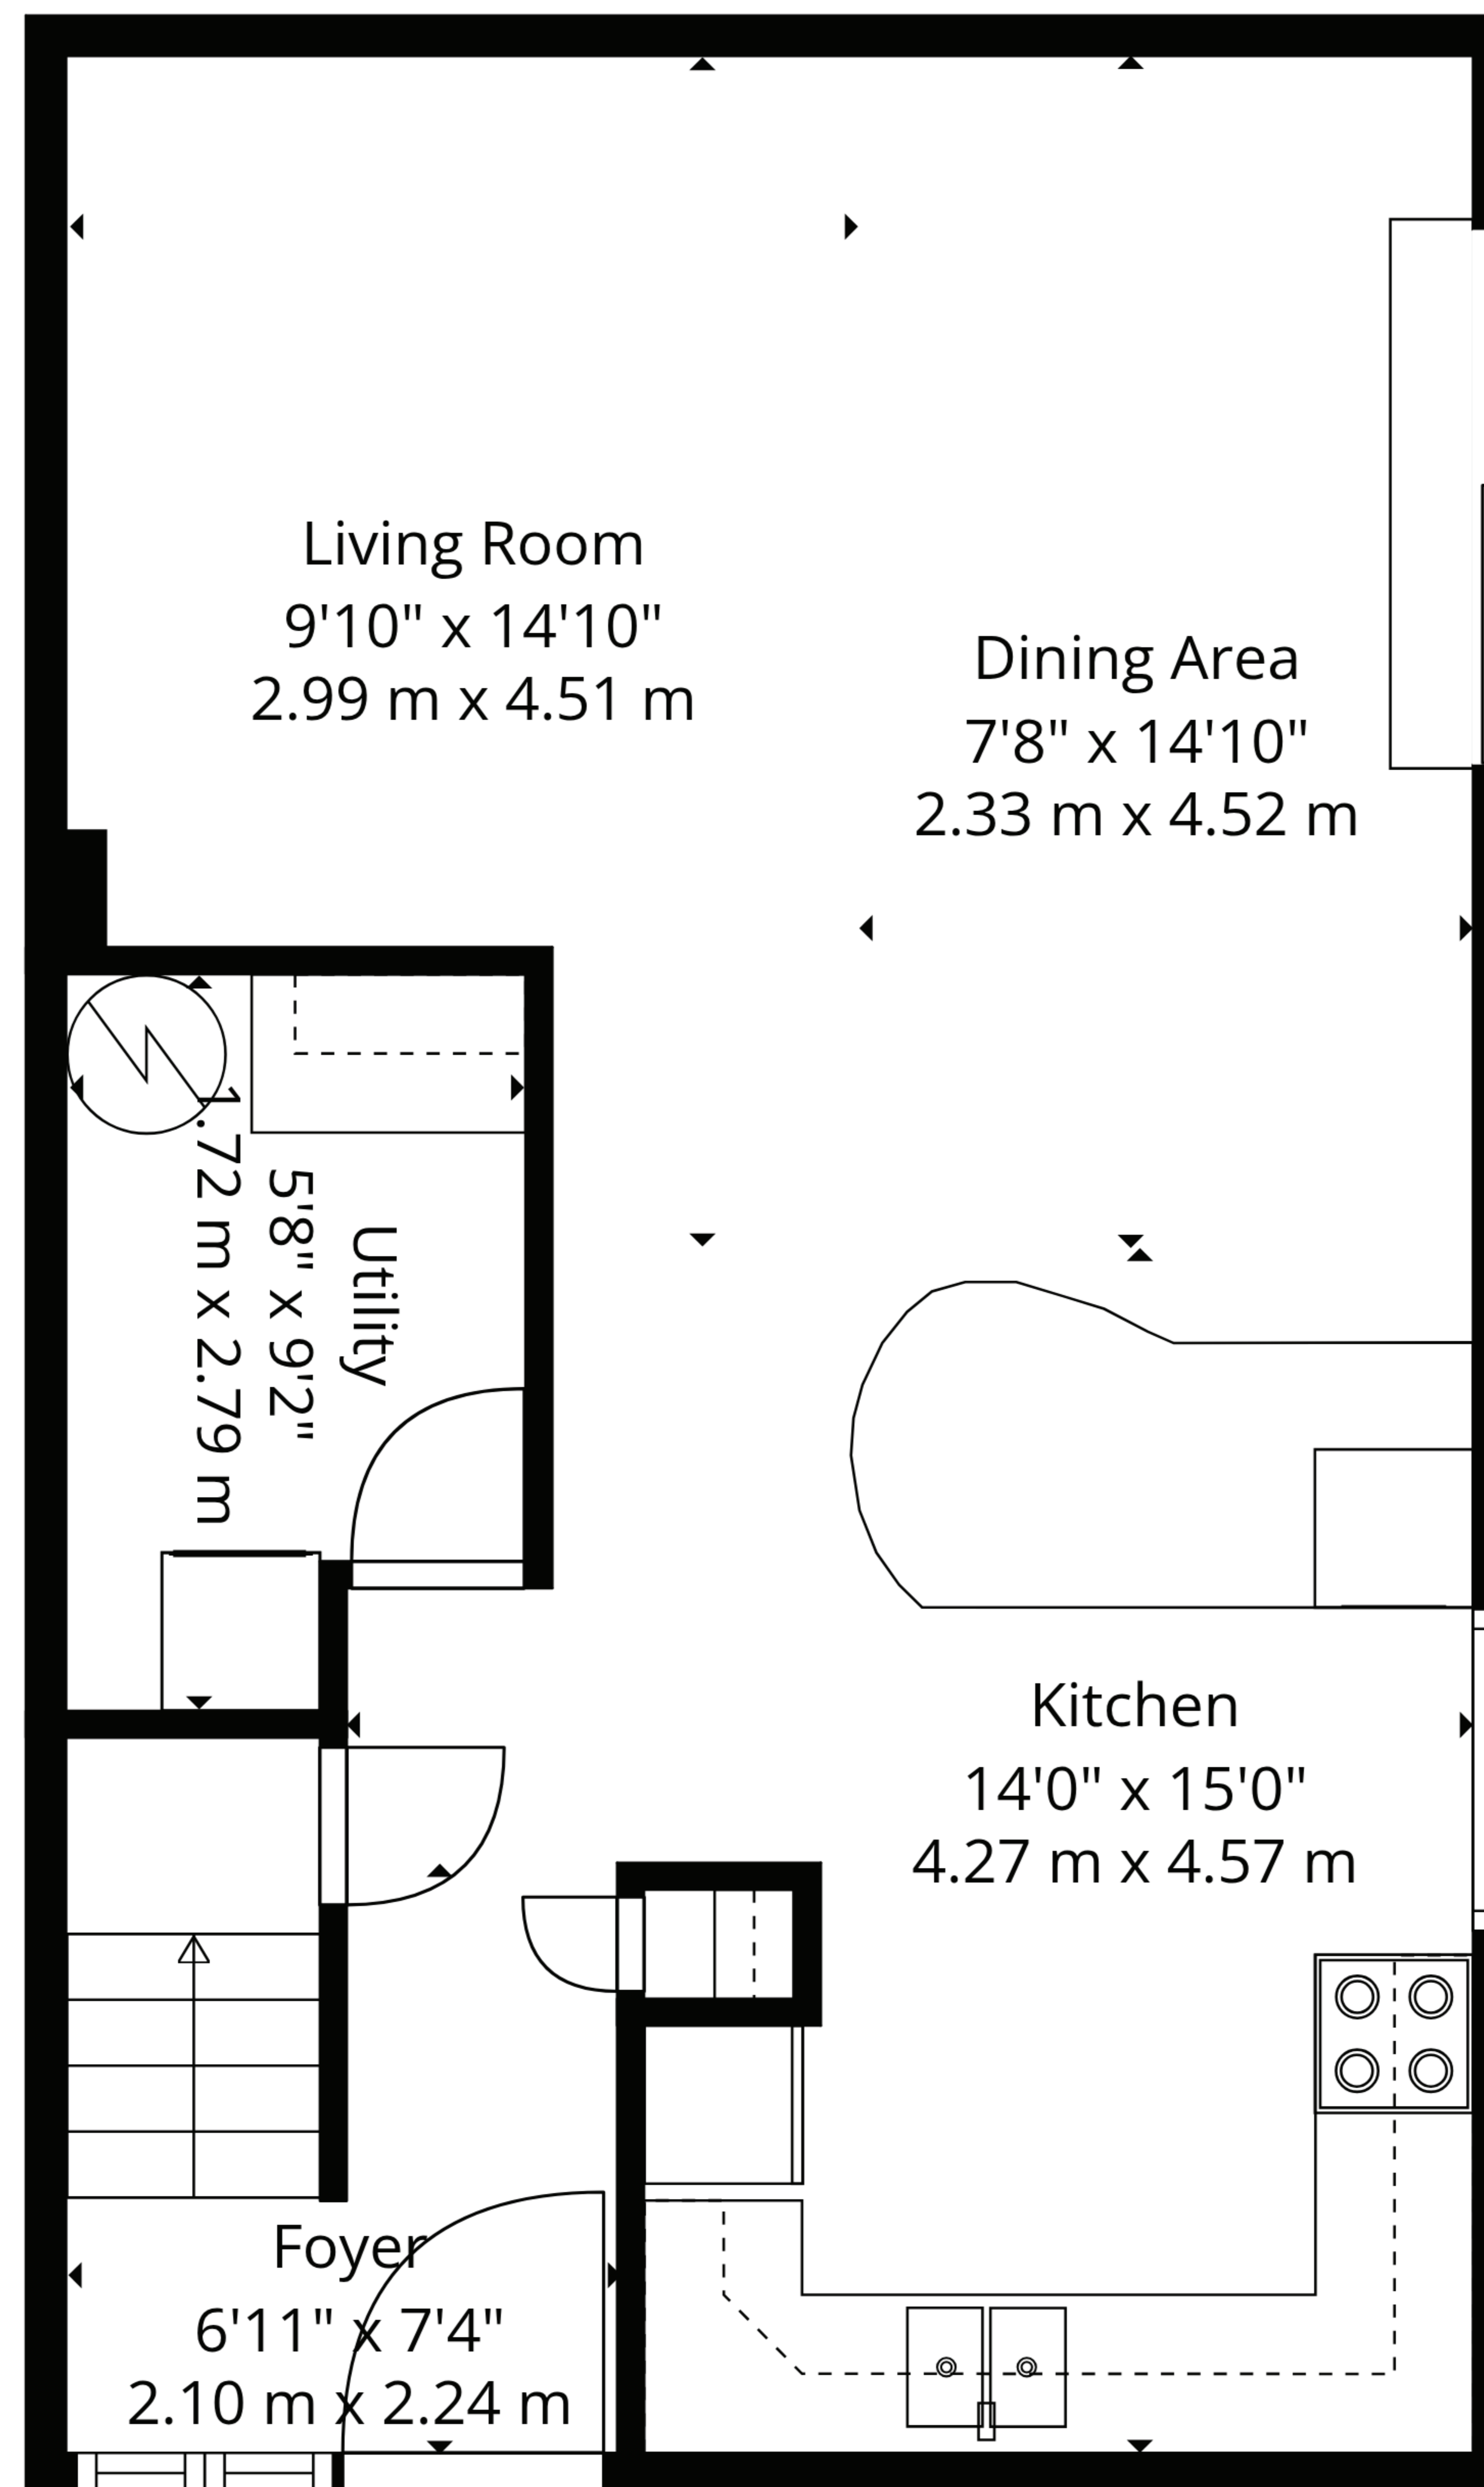 Living Room
9'10" x 14'10"
2.99 m x 4.51 m
Dining Area
7'8" x 14'10"
2.33 m x 4.52 m
Utility
5'8" x 9'2"
1.72 m x 2.79 m
Kitchen
14'0" x 15'0"
4.27 m x 4.57 m
Foyer
6'11" x 7'4"
2.10 m x 2.24 m